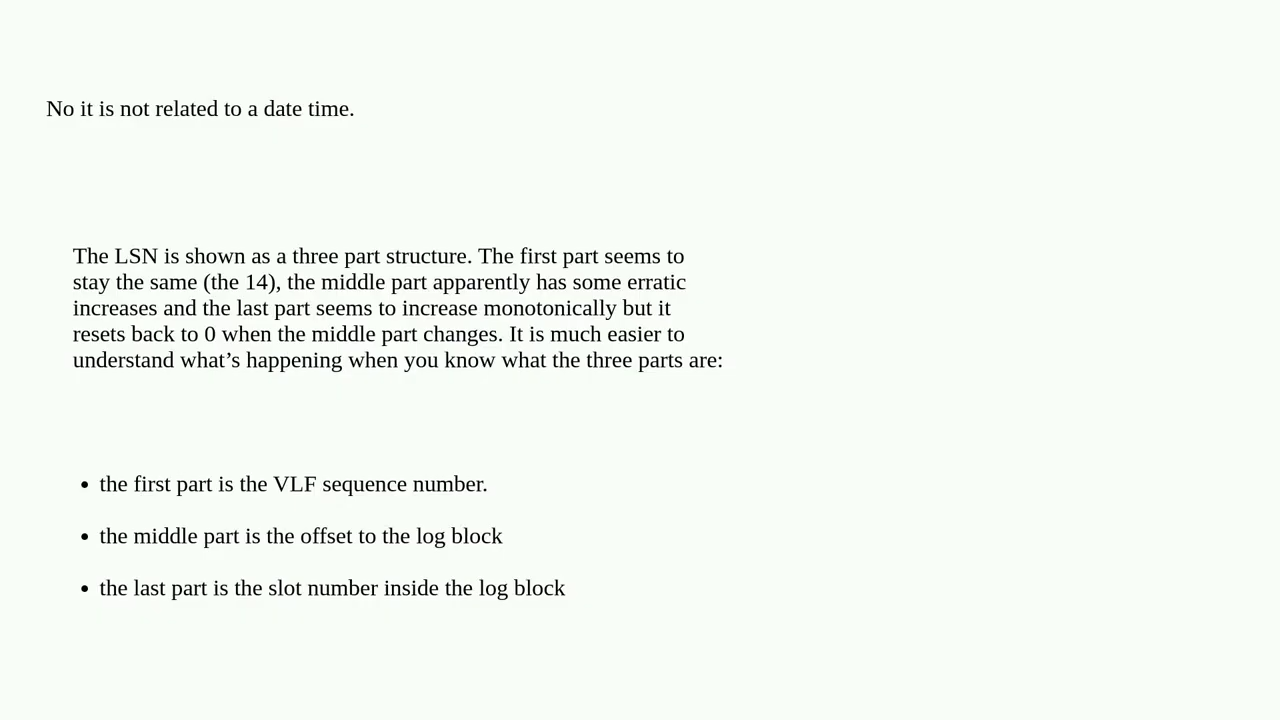 No it is not related to a date time.
The LSN is shown as a three part structure. The first part seems to
stay the same (the 14), the middle part apparently has some erratic
increases and the last part seems to increase monotonically but it
resets back to 0 when the middle part changes. It is much easier to
understand what’s happening when you know what the three parts are:
• the first part is the VLF sequence number.
• the middle part is the offset to the log block
• the last part is the slot number inside the log block